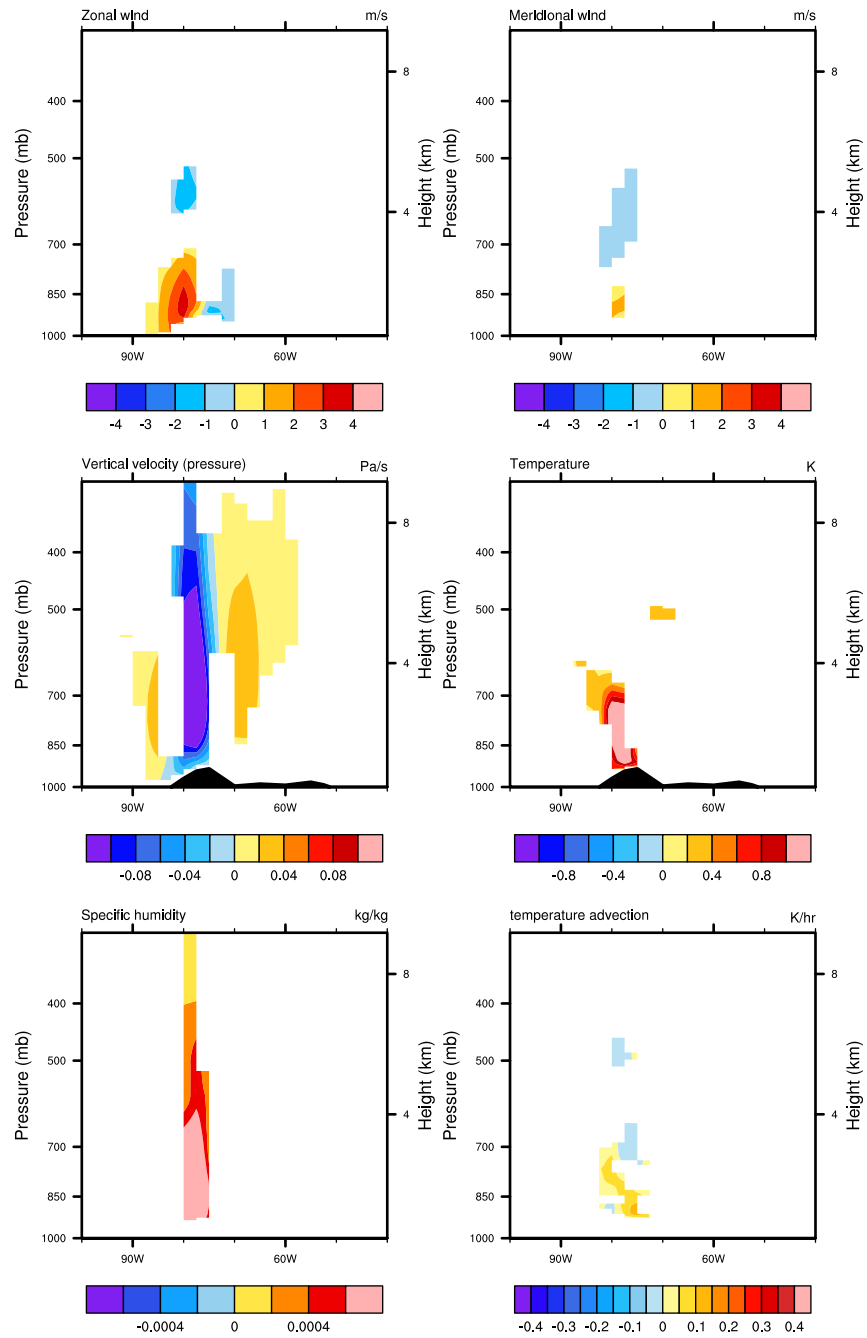 Zonal wind m/s
Pressure (mb)
400
500
700
850
1000
8
4
Height (km)
90W 60W
-4 -3 -2 -1 0 1 2 3 4
Meridional wind m/s
Pressure (mb)
400
500
700
850
1000
8
4
Height (km)
90W 60W
-4 -3 -2 -1 0 1 2 3 4
Vertical velocity (pressure) Pa/s
Pressure (mb)
400
500
700
850
1000
8
4
Height (km)
90W 60W
-0.08 -0.04 0 0.04 0.08
Temperature K
Pressure (mb)
400
500
700
850
1000
8
4
Height (km)
90W 60W
-0.8 -0.4 0 0.4 0.8
Specific humidity kg/kg
Pressure (mb)
400
500
700
850
1000
8
4
Height (km)
90W 60W
-0.0004 0 0.0004
temperature advection K/hr
Pressure (mb)
400
500
700
850
1000
8
4
Height (km)
90W 60W
-0.4 -0.3 -0.2 -0.1 0 0.1 0.2 0.3 0.4